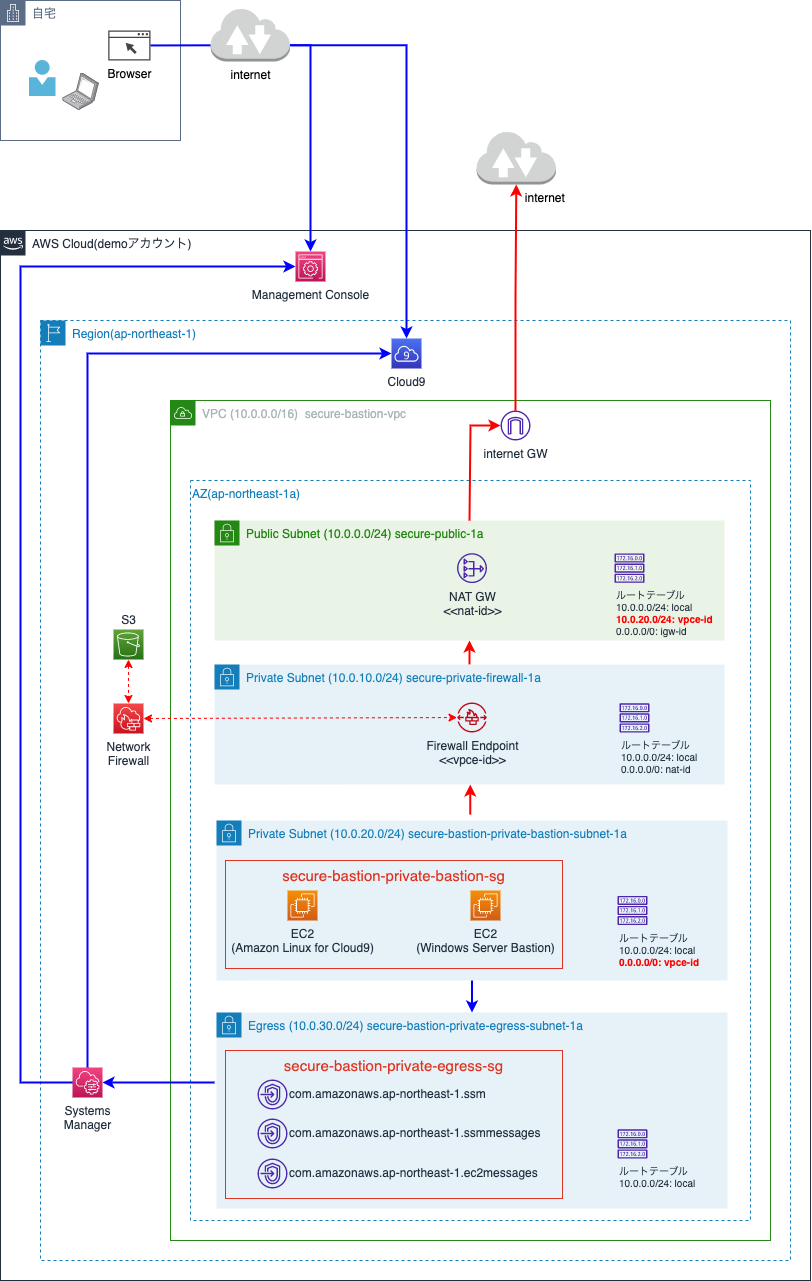 自宅
Browser
internet
internet
aws
AWS Cloud(demoアカウント)
Management Console
Region(ap-northeast-1)
9
Cloud9
VPC (10.0.0.0/16) secure-bastion-vpc
internet GW
AZ(ap-northeast-1a)
Public Subnet (10.0.0.0/24) secure-public-1a
NAT GW
<<nat-id>>
172.16.0.0
172.16.1.0
172.16.2.0
ルートテーブル
10.0.0.0/24: local
10.0.20.0/24: vpce-id
0.0.0.0/0: igw-id
S3
Network
Firewall
Private Subnet (10.0.10.0/24) secure-private-firewall-1a
Firewall Endpoint
<<vpce-id>>
172.16.0.0
172.16.1.0
172.16.2.0
ルートテーブル
10.0.0.0/24: local
0.0.0.0/0: nat-id
Private Subnet (10.0.20.0/24) secure-bastion-private-bastion-subnet-1a
secure-bastion-private-bastion-sg
EC2
(Amazon Linux for Cloud9)
EC2
(Windows Server Bastion)
172.16.0.0
172.16.1.0
172.16.2.0
ルートテーブル
10.0.0.0/24: local
0.0.0.0/0: vpce-id
Egress (10.0.30.0/24) secure-bastion-private-egress-subnet-1a
secure-bastion-private-egress-sg
com.amazonaws.ap-northeast-1.ssm
com.amazonaws.ap-northeast-1.ssmmessages
com.amazonaws.ap-northeast-1.ec2messages
172.16.0.0
172.16.1.0
172.16.2.0
ルートテーブル
10.0.0.0/24: local
Systems
Manager